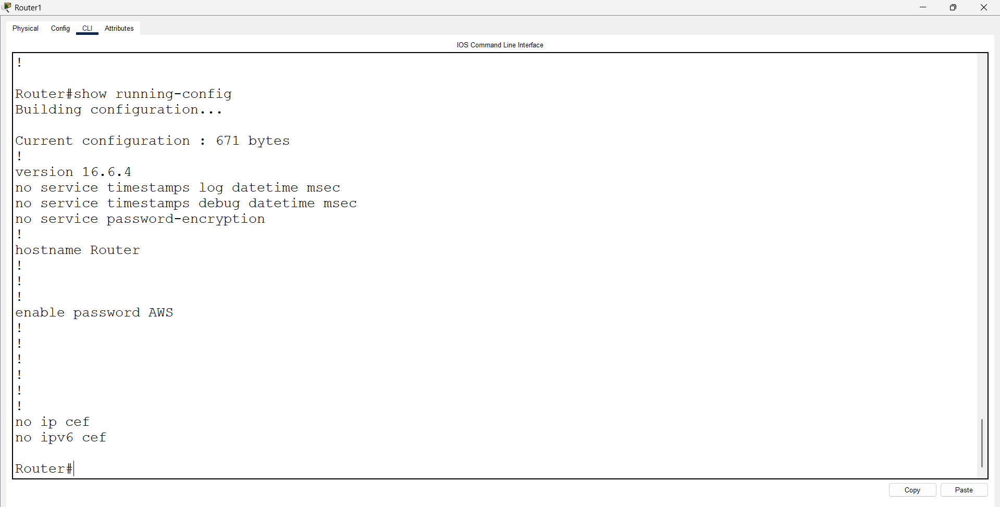 Router1
Physical Config CLI Attributes
IOS Command Line Interface
!
Router#show running-config
Building configuration...
Current configuration : 671 bytes
!
version 16.6.4
no service timestamps log datetime msec
no service timestamps debug datetime msec
no service password-encryption
!
hostname Router
!
!
!
enable password AWS
!
!
!
!
!
!
no ip cef
no ipv6 cef
Router#
Copy Paste